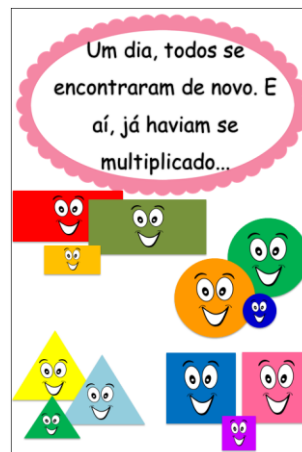 Um dia, todos se
encontraram de novo. E
aí, já haviam se
multiplicado...